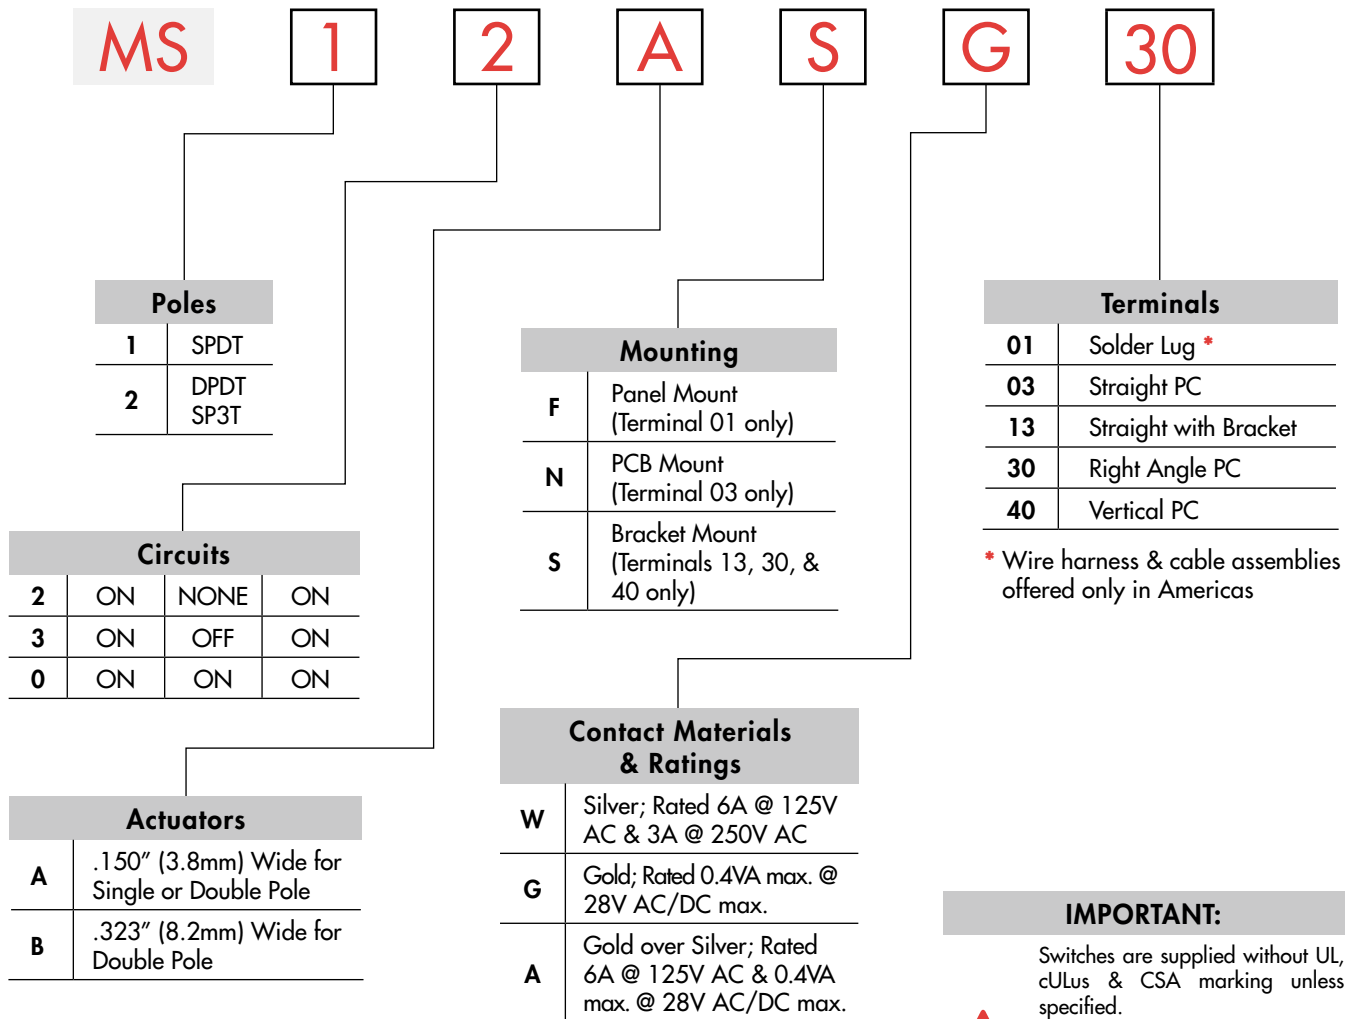 MS 1 2 A S G 30
Poles
1 SPDT
2 DPDT
SP3T
Circuits
2 ON NONE ON
3 ON OFF ON
0 ON ON ON
Actuators
A .150″ (3.8mm) Wide for
Single or Double Pole
B .323″ (8.2mm) Wide for
Double Pole
Mounting
F Panel Mount
(Terminal 01 only)
N PCB Mount
(Terminal 03 only)
S Bracket Mount
(Terminals 13, 30, &
40 only)
Contact Materials
& Ratings
W Silver; Rated 6A @ 125V
AC & 3A @ 250V AC
G Gold; Rated 0.4VA max. @
28V AC/DC max.
A Gold over Silver; Rated
6A @ 125V AC & 0.4VA
max. @ 28V AC/DC max.
Terminals
01 Solder Lug *
03 Straight PC
13 Straight with Bracket
30 Right Angle PC
40 Vertical PC
* Wire harness & cable assemblies
offered only in Americas
IMPORTANT:
Switches are supplied without UL,
cULus & CSA marking unless
specified.